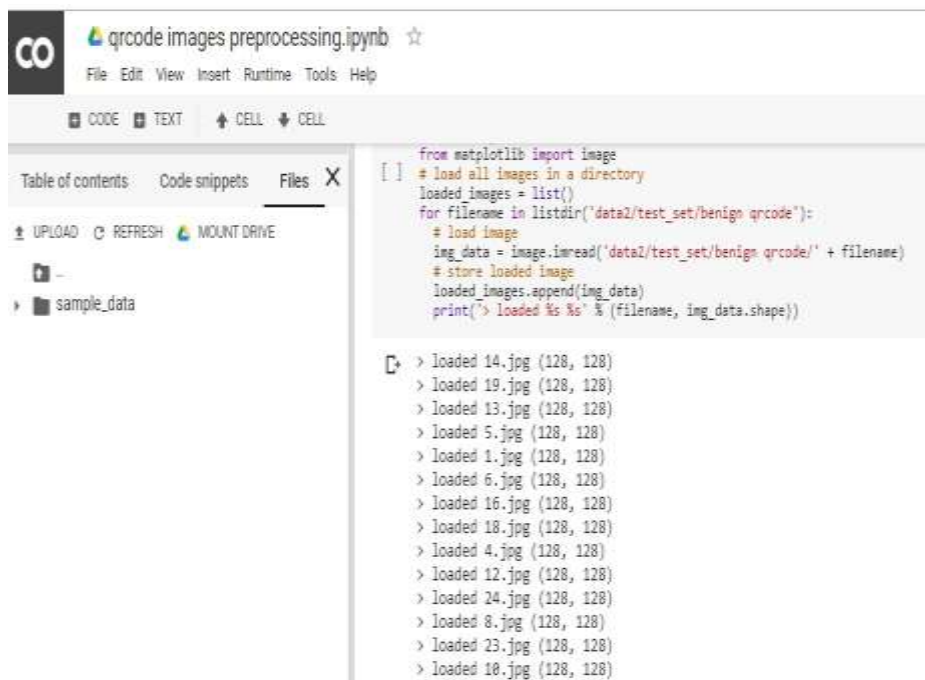 CO
qrcode images preprocessing.ipynb
File Edit View Insert Runtime Tools Help
CODE TEXT CELL CELL
Table of contents Code snippets Files X
UPLOAD REFRESH MOUNT DRIVE
..
sample_data
from matplotlib import image
[ ] # load all images in a directory
loaded_images = list()
for filename in listdir('data2/test_set/benign qrcode'):
# load image
img_data = image.imread('data2/test_set/benign qrcode/' + filename)
# store loaded image
loaded_images.append(img_data)
print('> loaded %s %s' % (filename, img_data.shape))
> loaded 14.jpg (128, 128)
> loaded 19.jpg (128, 128)
> loaded 13.jpg (128, 128)
> loaded 5.jpg (128, 128)
> loaded 1.jpg (128, 128)
> loaded 6.jpg (128, 128)
> loaded 16.jpg (128, 128)
> loaded 18.jpg (128, 128)
> loaded 4.jpg (128, 128)
> loaded 12.jpg (128, 128)
> loaded 24.jpg (128, 128)
> loaded 8.jpg (128, 128)
> loaded 23.jpg (128, 128)
> loaded 10.jpg (128, 128)